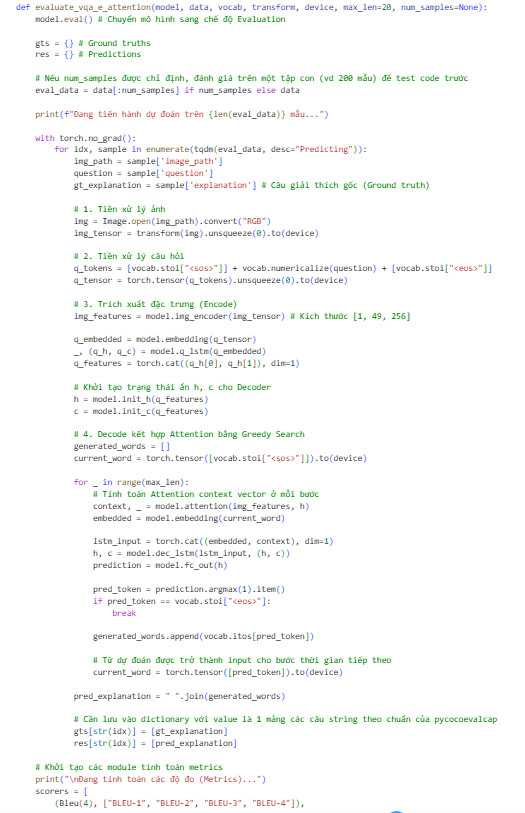 def evaluate_vqa_e_attention(model, data, vocab, transform, device, max_len=20, num_samples=None):
    model.eval() # Chuyển mô hình sang chế độ Evaluation

    gts = {} # Ground truths
    res = {} # Predictions

    # Nếu num_samples được chỉ định, đánh giá trên một tập con (vd 200 mẫu) để test code trước
    eval_data = data[:num_samples] if num_samples else data

    print(f"Đang tiến hành dự đoán trên {len(eval_data)} mẫu...")

    with torch.no_grad():
        for idx, sample in enumerate(tqdm(eval_data, desc="Predicting")):
            img_path = sample['image_path']
            question = sample['question']
            gt_explanation = sample['explanation'] # Câu giải thích gốc (Ground truth)

            # 1. Tiền xử lý ảnh
            img = Image.open(img_path).convert("RGB")
            img_tensor = transform(img).unsqueeze(0).to(device)

            # 2. Tiền xử lý câu hỏi
            q_tokens = [vocab.stoi["<sos>"]] + vocab.numericalize(question) + [vocab.stoi["<eos>"]]
            q_tensor = torch.tensor(q_tokens).unsqueeze(0).to(device)

            # 3. Trích xuất đặc trưng (Encode)
            img_features = model.img_encoder(img_tensor) # Kích thước [1, 49, 256]

            q_embedded = model.embedding(q_tensor)
            _, (q_h, q_c) = model.q_lstm(q_embedded)
            q_features = torch.cat((q_h[0], q_h[1]), dim=1)

            # Khởi tạo trạng thái ẩn h, c cho Decoder
            h = model.init_h(q_features)
            c = model.init_c(q_features)

            # 4. Decode kết hợp Attention bằng Greedy Search
            generated_words = []
            current_word = torch.tensor([vocab.stoi["<sos>"]]).to(device)

            for _ in range(max_len):
                # Tính toán Attention context vector ở mỗi bước
                context, _ = model.attention(img_features, h)
                embedded = model.embedding(current_word)

                lstm_input = torch.cat((embedded, context), dim=1)
                h, c = model.dec_lstm(lstm_input, (h, c))
                prediction = model.fc_out(h)

                pred_token = prediction.argmax(1).item()
                if pred_token == vocab.stoi["<eos>"]:
                    break

                generated_words.append(vocab.itos[pred_token])

                # Từ dự đoán được trở thành input cho bước thời gian tiếp theo
                current_word = torch.tensor([pred_token]).to(device)

            pred_explanation = " ".join(generated_words)

            # Cần lưu vào dictionary với value là 1 mảng các câu string theo chuẩn của pycocoevalcap
            gts[str(idx)] = [gt_explanation]
            res[str(idx)] = [pred_explanation]

    # Khởi tạo các module tính toán metrics
    print("\nĐang tính toán các độ đo (Metrics)...")
    scorers = [
        (Bleu(4), ["BLEU-1", "BLEU-2", "BLEU-3", "BLEU-4"]),